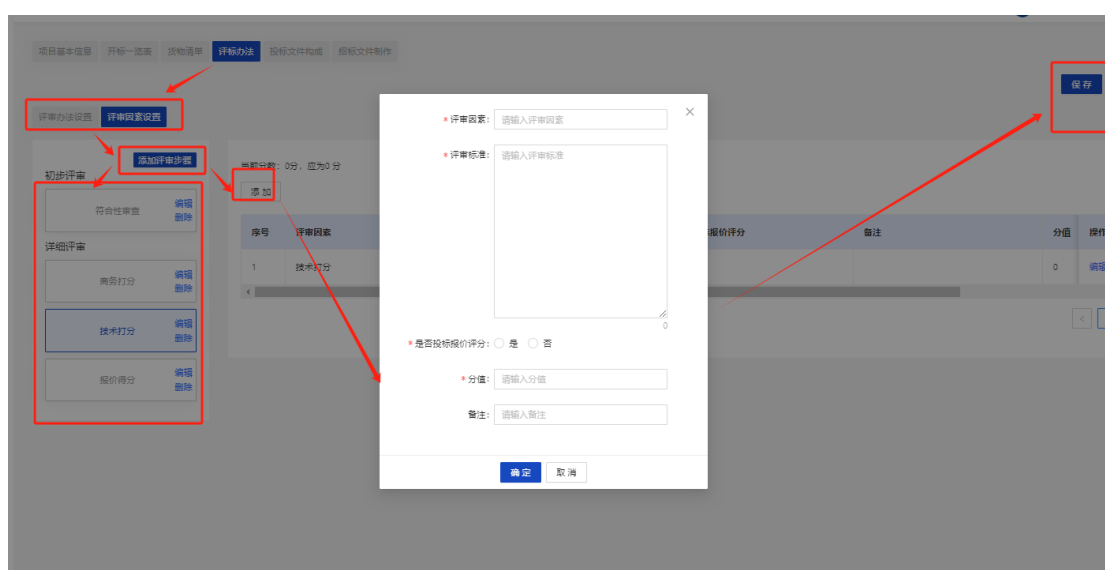 项目基本信息 开标一览表 货物清单 评标办法 投标文件构成 招标文件制作
保存
评审办法设置 评审因素设置
添加评审步骤
初步评审
符合性审查 编辑 删除
详细评审
商务打分 编辑 删除
技术打分 编辑 删除
报价得分 编辑 删除
当前分数: 0分, 应为0 分
添加
序号 评审因素 报价评分 备注 分值 操作
1 技术打分 0 编辑
* 评审因素: 请输入评审因素
* 评审标准: 请输入评审标准
0
* 是否投标报价评分: 是 否
* 分值: 请输入分值
备注: 请输入备注
确定 取消